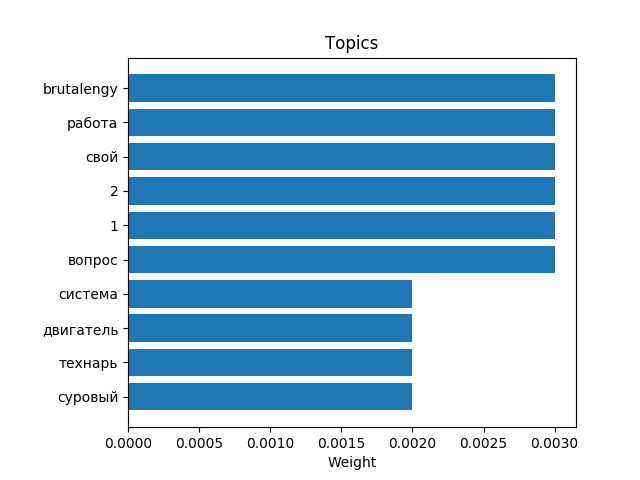 Topics
brutalengy
работа
свой
2
1
вопрос
система
двигатель
технарь
суровый
0.0000 0.0005 0.0010 0.0015 0.0020 0.0025 0.0030
Weight